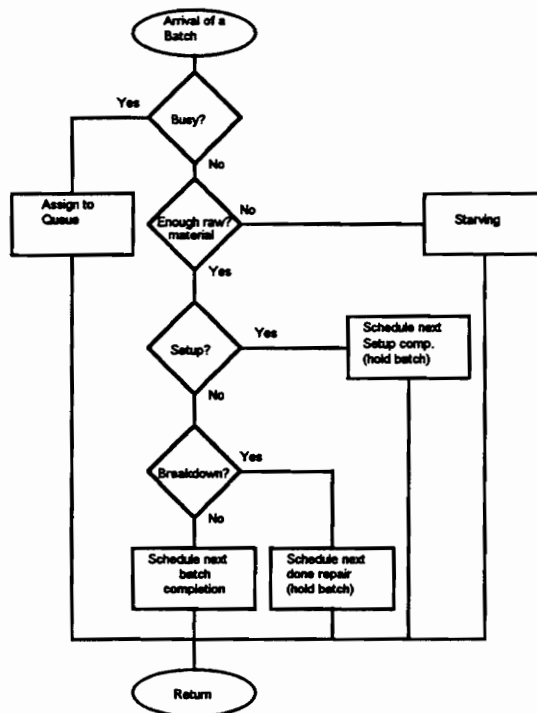 Arrival of a
Batch
Yes
Busy?
No
Assign to
Queue
Enough raw?
material
No
Starving
Yes
Setup?
Yes
Schedule next
Setup comp.
(hold batch)
No
Breakdown?
Yes
No
Schedule next
batch
completion
Schedule next
done repair
(hold batch)
Return